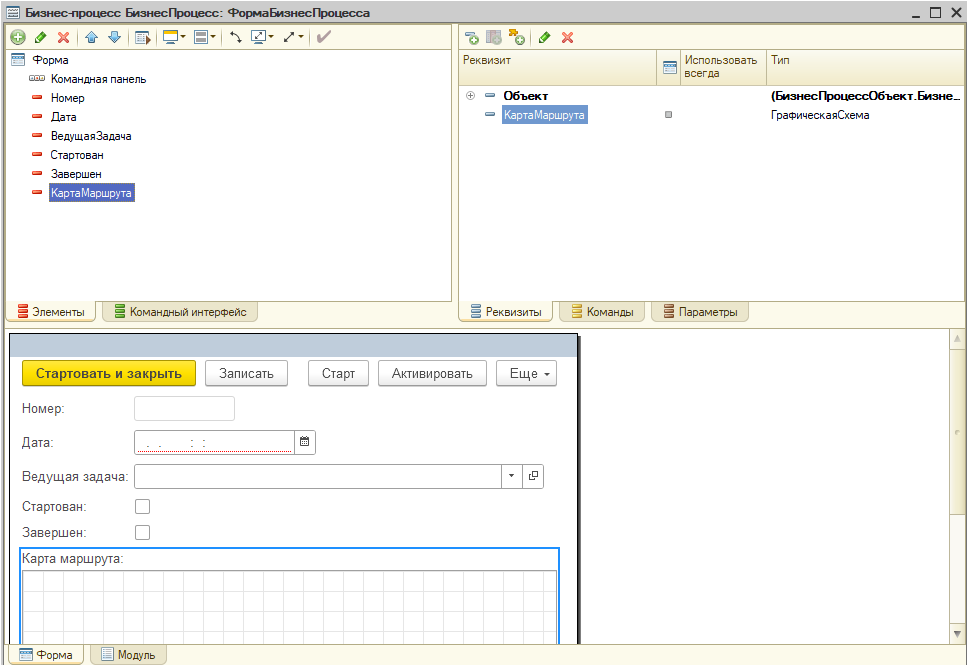 Бизнес-процесс БизнесПроцесс: ФормаБизнесПроцесса
Форма
Командная панель
Номер
Дата
ВедущаяЗадача
Стартован
Завершен
КартаМаршрута
Элементы
Командный интерфейс
Реквизит
Использовать всегда
Тип
Объект
(БизнесПроцессОбъект.Бизне...
КартаМаршрута
ГрафическаяСхема
Реквизиты
Команды
Параметры
Стартовать и закрыть
Записать
Старт
Активировать
Еще
Номер:
Дата:
. . : :
Ведущая задача:
Стартован:
Завершен:
Карта маршрута:
Форма
Модуль